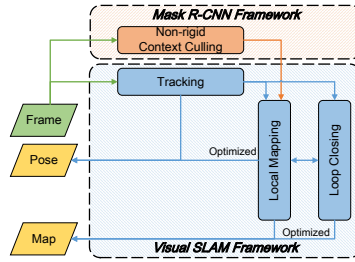 Mask R-CNN Framework
Non-rigid
Context Culling
Tracking
Frame
Optimized
Pose
Local Mapping
Loop Closing
Optimized
Map
Visual SLAM Framework